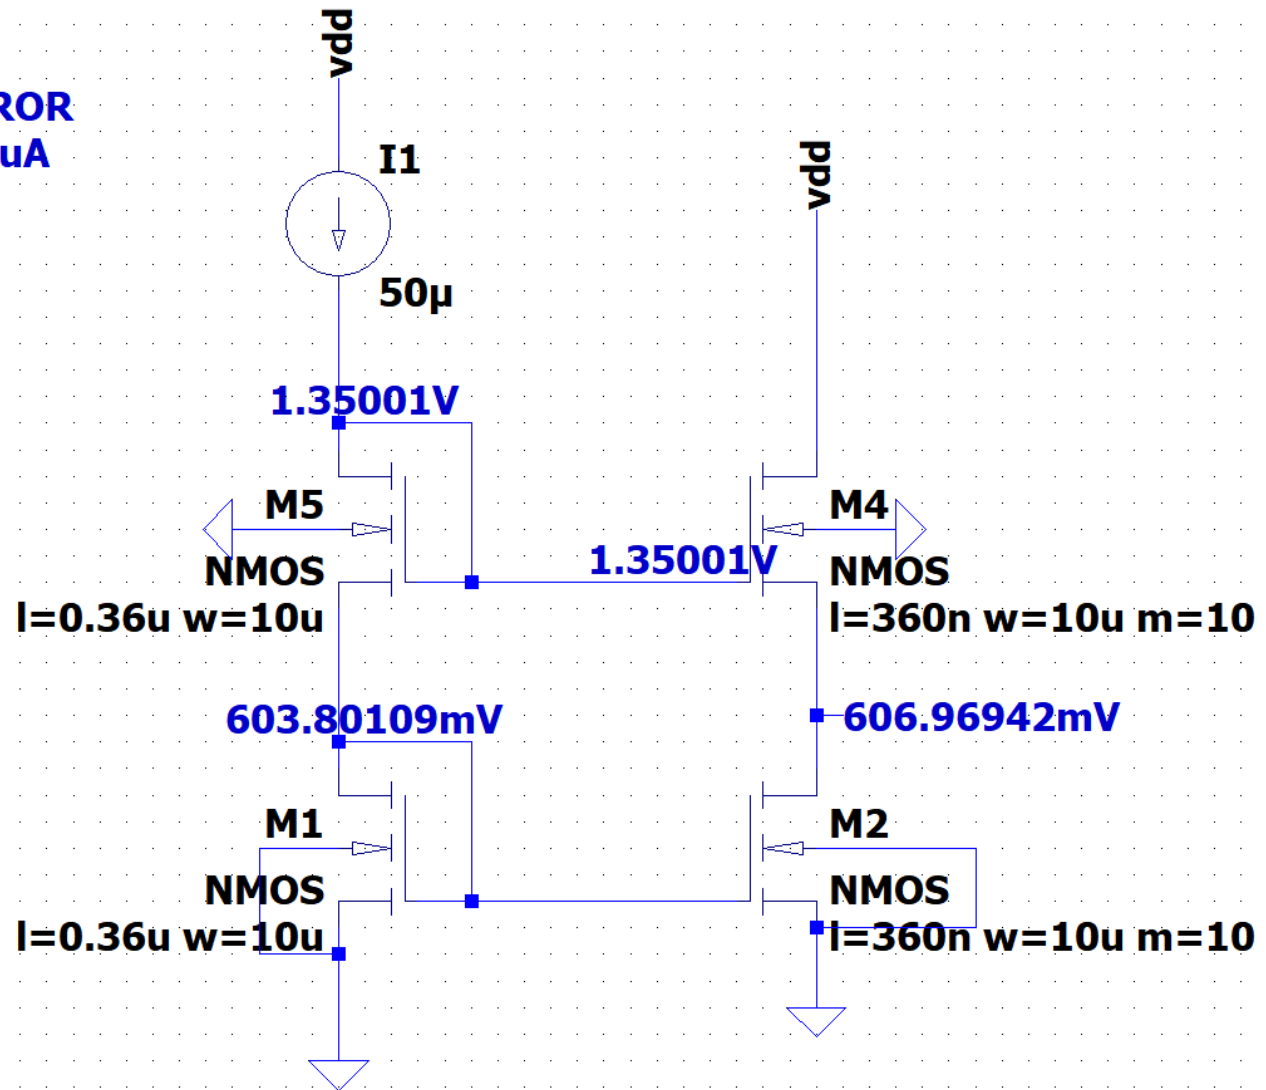 vdd
ROR
uA
I1
vdd
50µ
1.35001V
M5
M4
1.35001V
NMOS
NMOS
l=0.36u w=10u
l=360n w=10u m=10
603.80109mV
606.96942mV
M1
M2
NMOS
NMOS
l=0.36u w=10u
l=360n w=10u m=10